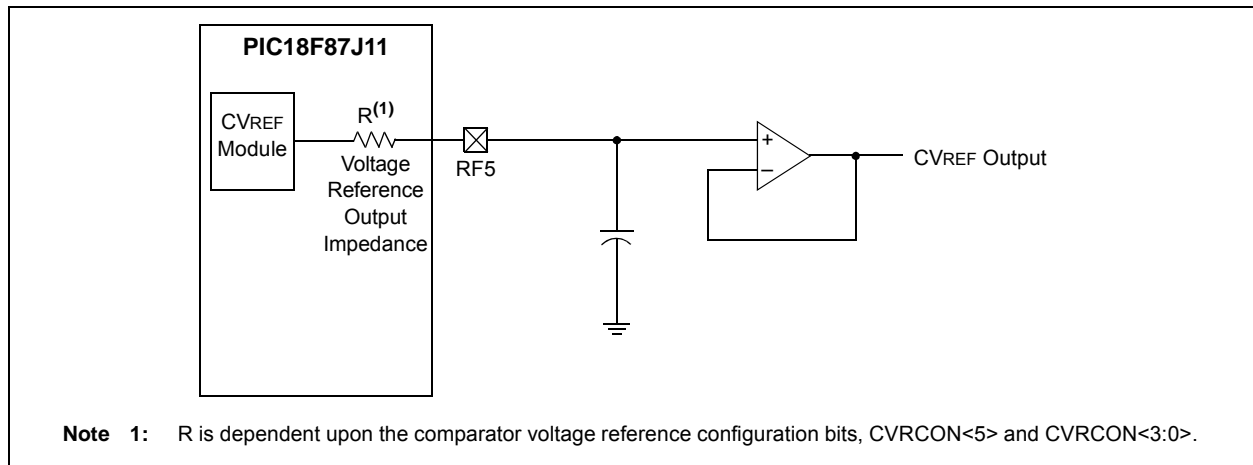 PIC18F87J11
CVREF
Module
R(1)
Voltage
Reference
Output
Impedance
RF5
+
–
CVREF Output
Note 1: R is dependent upon the comparator voltage reference configuration bits, CVRCON<5> and CVRCON<3:0>.